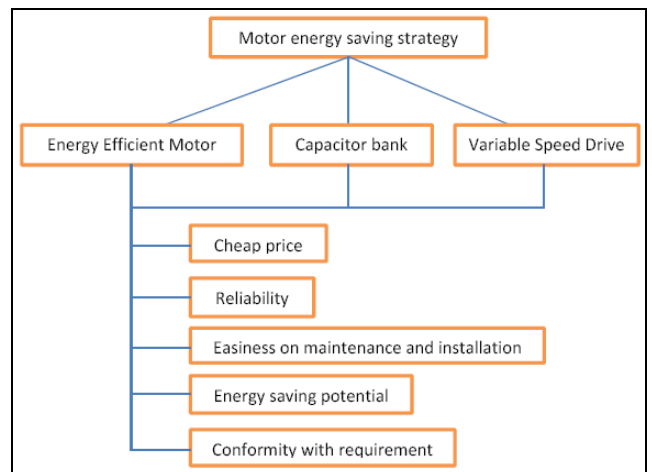 Motor energy saving strategy
Energy Efficient Motor
Capacitor bank
Variable Speed Drive
Cheap price
Reliability
Easiness on maintenance and installation
Energy saving potential
Conformity with requirement